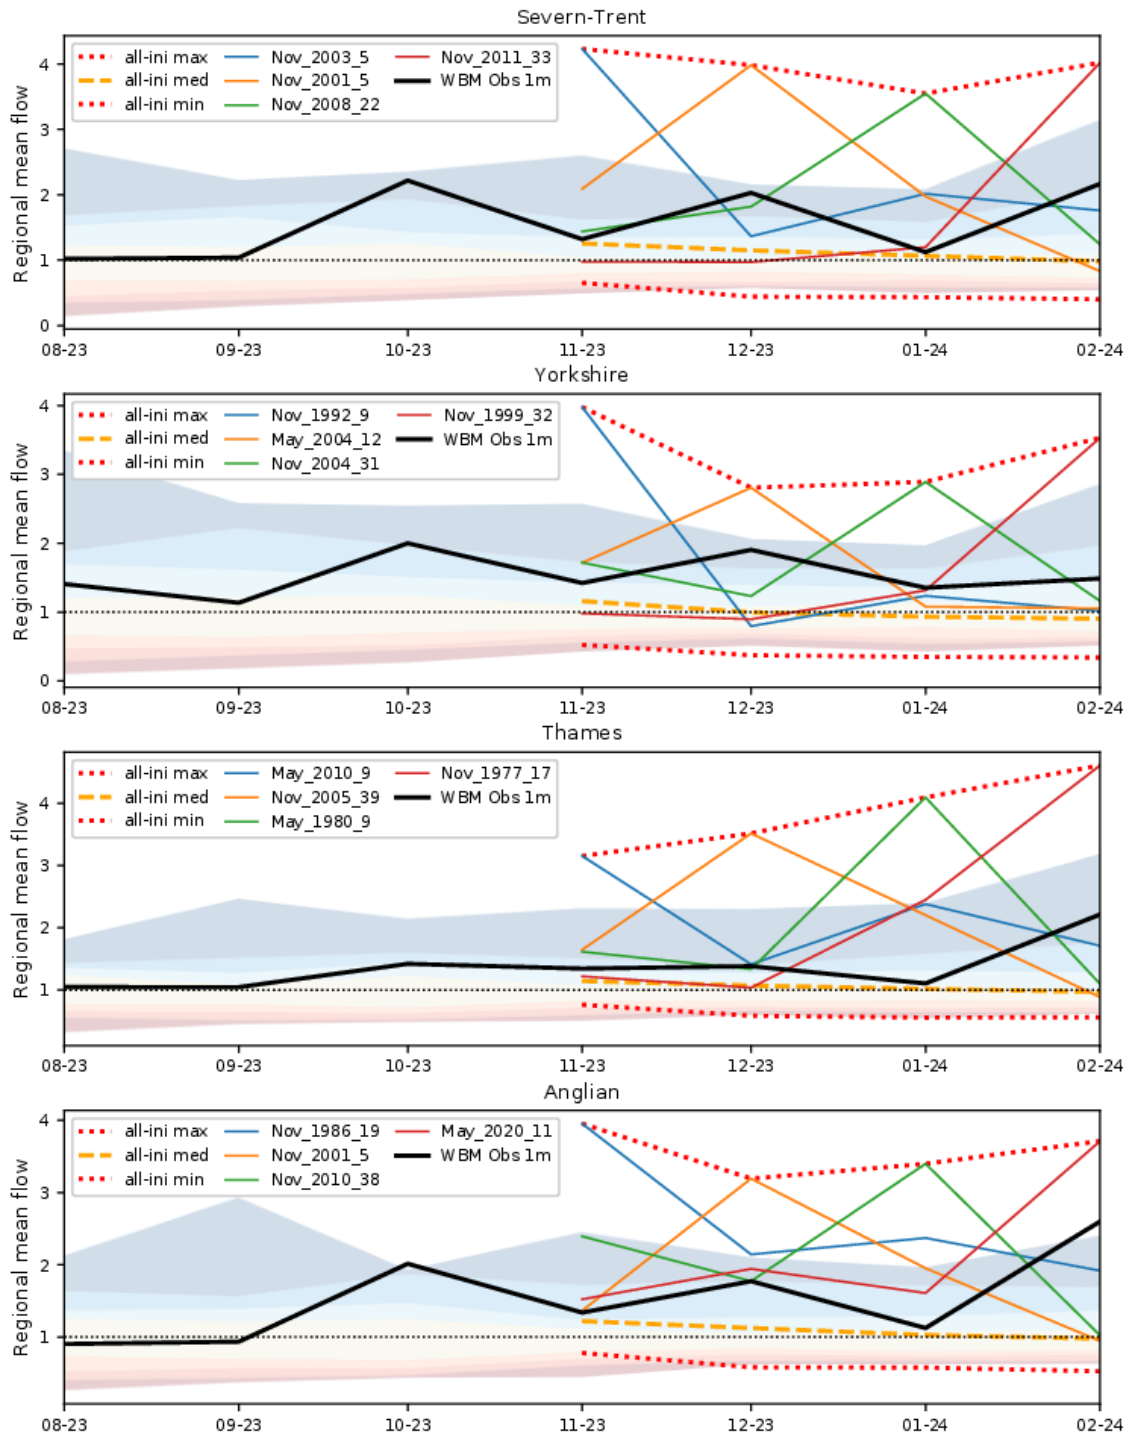 Severn-Trent
Regional mean flow
4
3
2
1
0
all-ini max
all-ini med
all-ini min
Nov_2003_5
Nov_2001_5
Nov_2008_22
Nov_2011_33
WBM Obs 1m
08-23 09-23 10-23 11-23 12-23 01-24 02-24
Yorkshire
Regional mean flow
4
3
2
1
0
all-ini max
all-ini med
all-ini min
Nov_1992_9
May_2004_12
Nov_2004_31
Nov_1999_32
WBM Obs 1m
08-23 09-23 10-23 11-23 12-23 01-24 02-24
Thames
Regional mean flow
4
3
2
1
all-ini max
all-ini med
all-ini min
May_2010_9
Nov_2005_39
May_1980_9
Nov_1977_17
WBM Obs 1m
08-23 09-23 10-23 11-23 12-23 01-24 02-24
Anglian
Regional mean flow
4
3
2
1
all-ini max
all-ini med
all-ini min
Nov_1986_19
Nov_2001_5
Nov_2010_38
May_2020_11
WBM Obs 1m
08-23 09-23 10-23 11-23 12-23 01-24 02-24